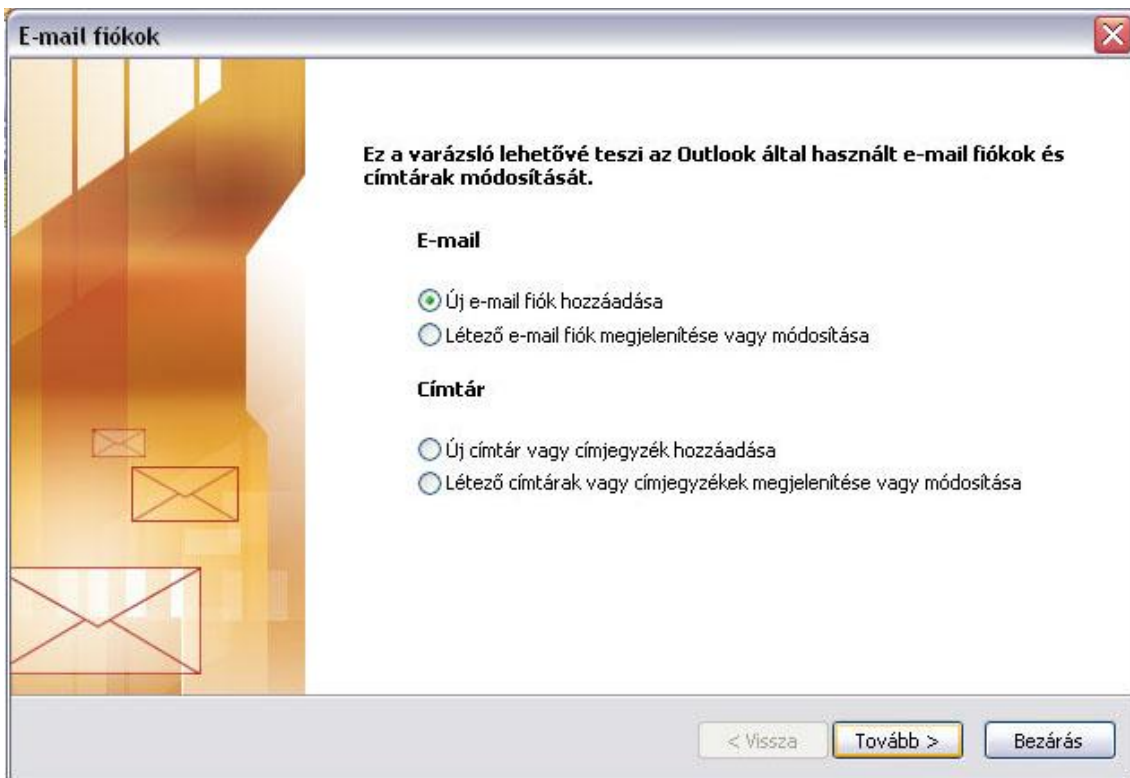 E-mail fiókok
Ez a varázsló lehetővé teszi az Outlook által használt e-mail fiókok és
címtárak módosítását.
E-mail
Új e-mail fiók hozzáadása
Létező e-mail fiók megjelenítése vagy módosítása
Címtár
Új címtár vagy címjegyzék hozzáadása
Létező címtárak vagy címjegyzékek megjelenítése vagy módosítása
< Vissza
Tovább >
Bezárás